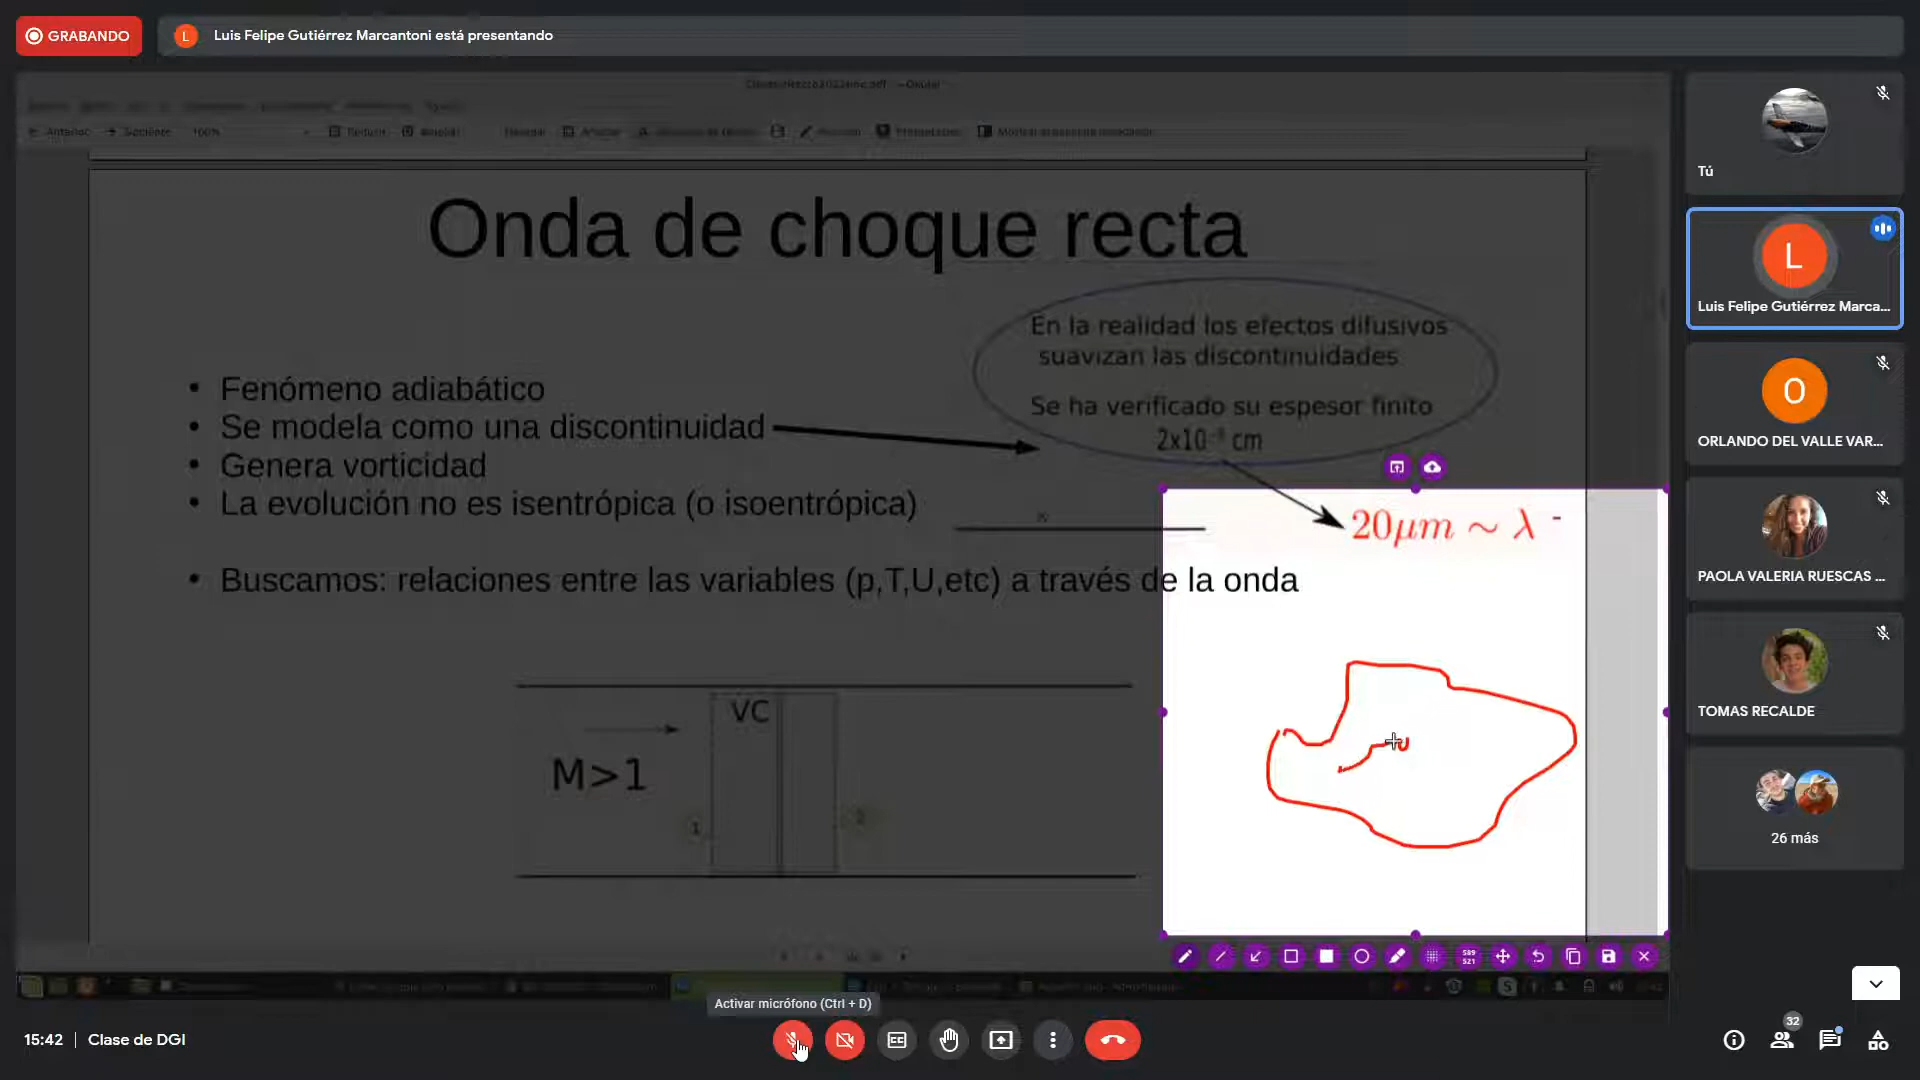 GRABANDO
L
Luis Felipe Gutiérrez Marcantoni está presentando
100%
Tú
L
Luis Felipe Gutiérrez Marca...
O
ORLANDO DEL VALLE VAR...
PAOLA VALERIA RUESCAS ...
TOMAS RECALDE
26 más
Onda de choque recta
En la realidad los efectos difusivos
suavizan las discontinuidades
Se ha verificado su espesor finito
cm
• Fenómeno adiabático
• Se modela como una discontinuidad
• Genera vorticidad
• La evolución no es isentrópica (o isoentrópica)
20μm ~ λ
• Buscamos: relaciones entre las variables (p,T,U,etc) a través de la onda
VC
M>1
1
2
589
521
Activar micrófono (Ctrl + D)
15:42 | Clase de DGI
32